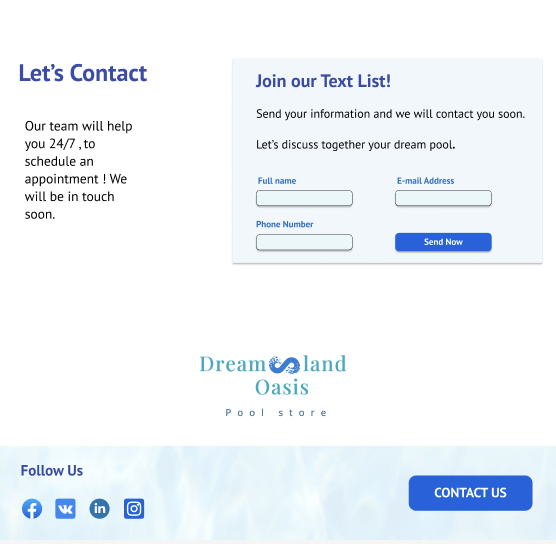 Let's Contact
Our team will help
you 24/7 , to
schedule an
appointment ! We
will be in touch
soon.
Join our Text List!
Send your information and we will contact you soon.
Let's discuss together your dream pool.
Full name
E-mail Address
Phone Number
Send Now
Dream land
Oasis
Pool store
Follow Us
CONTACT US